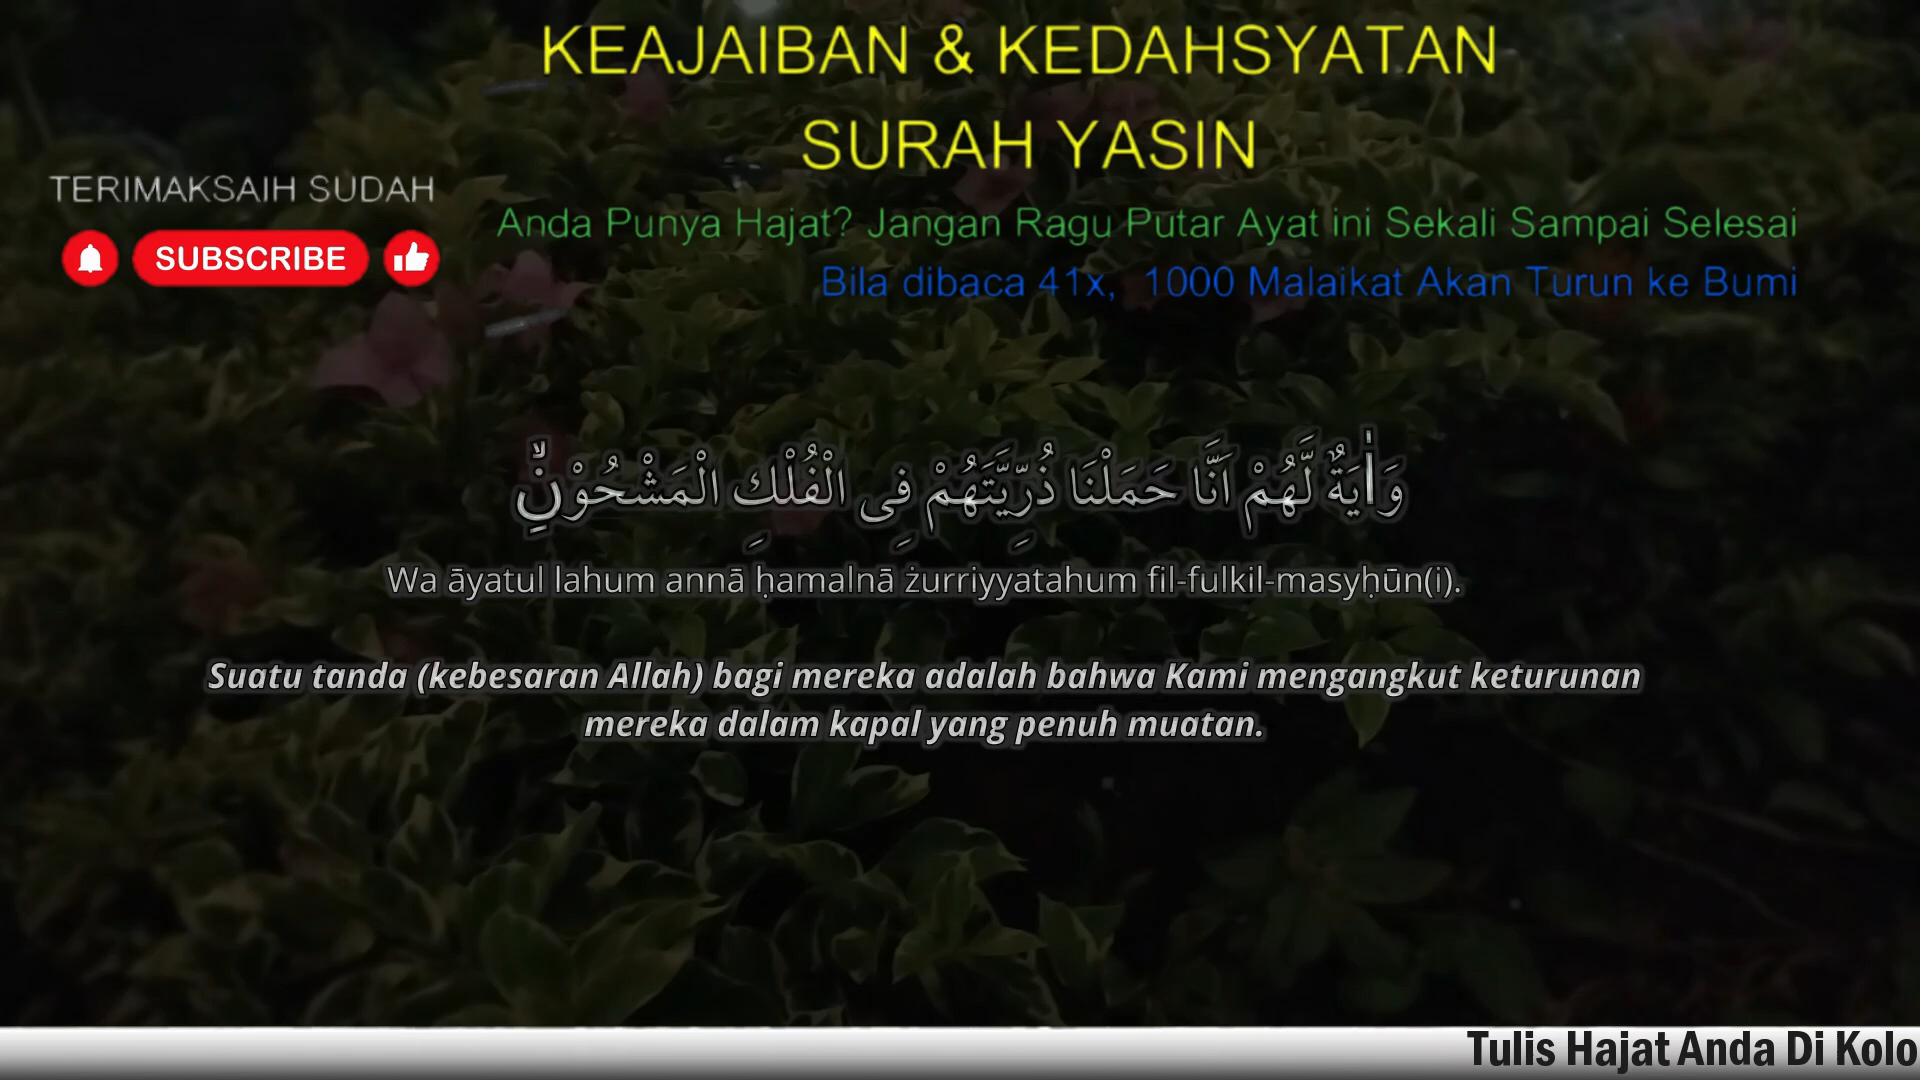 KEAJAIBAN & KEDAHSYATAN
SURAH YASIN
TERIMAKSAIH SUDAH
SUBSCRIBE
Anda Punya Hajat? Jangan Ragu Putar Ayat ini Sekali Sampai Selesai
Bila dibaca 41x, 1000 Malaikat Akan Turun ke Bumi
وَاٰيَةٌ لَّهُمْ اَنَّا حَمَلْنَا ذُرِّيَّتَهُمْ فِى الْفُلْكِ الْمَشْحُوْنِۙ
Wa āyatul lahum annā ḥamalnā żurriyyatahum fil-fulkil-masyḥūn(i).
Suatu tanda (kebesaran Allah) bagi mereka adalah bahwa Kami mengangkut keturunan
mereka dalam kapal yang penuh muatan.
Tulis Hajat Anda Di Kolo